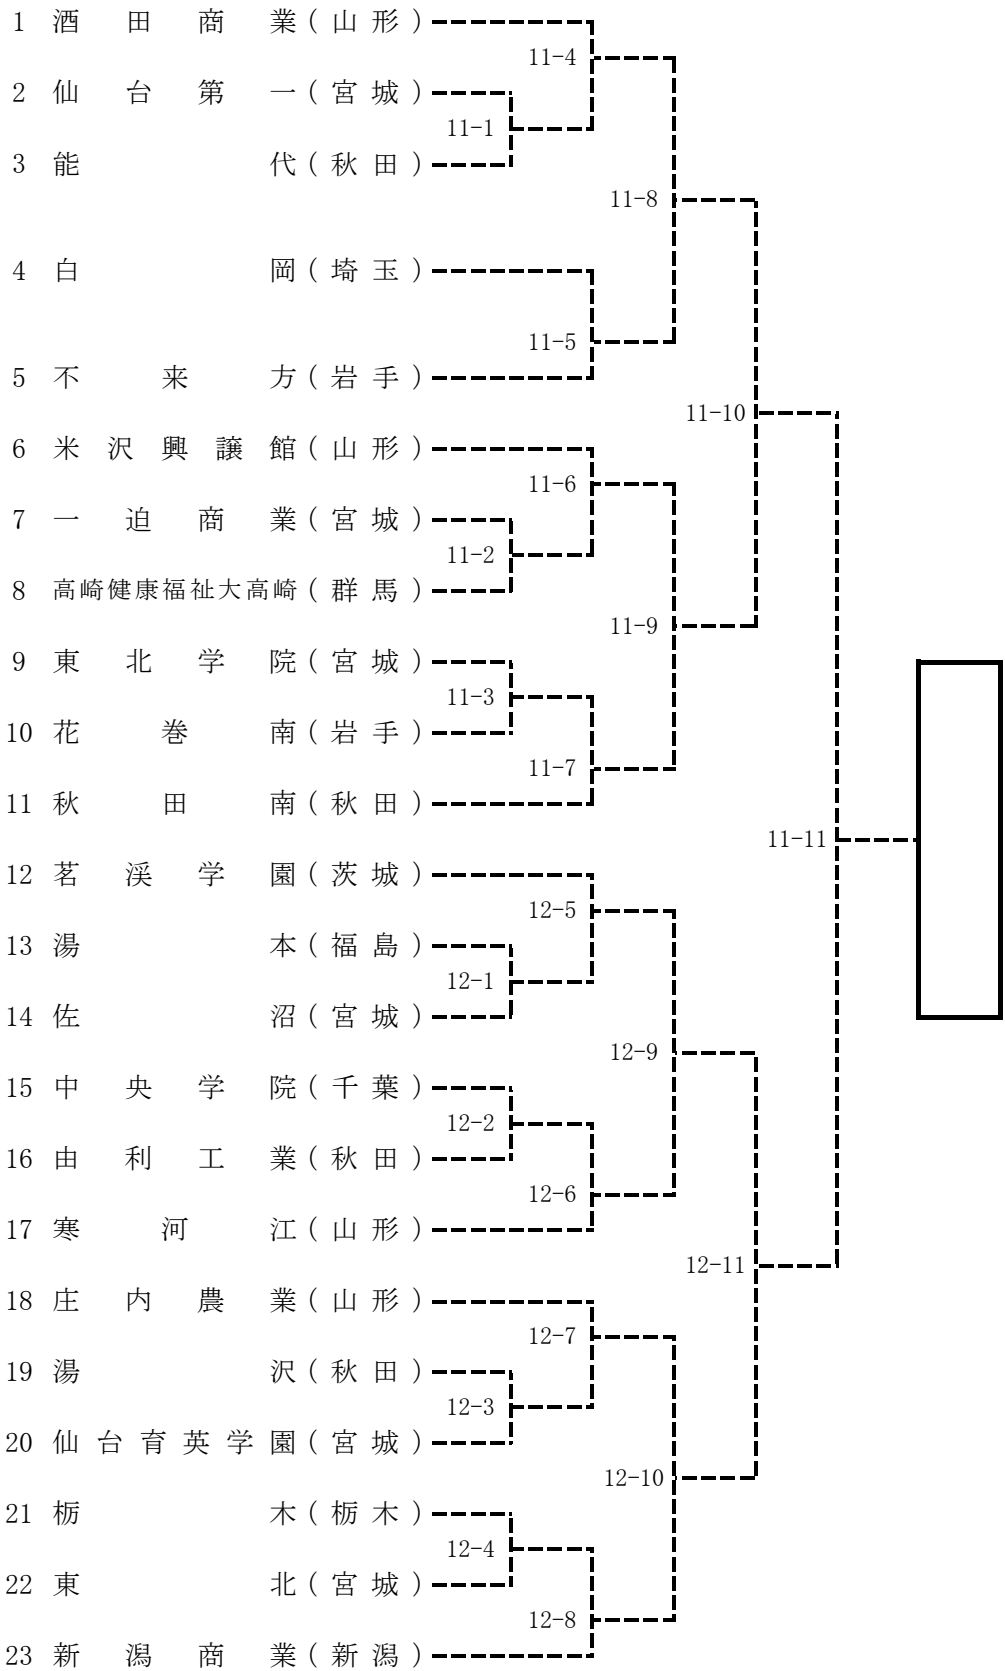 1 酒田商業(山形)
11-4
2 仙台第一(宮城)
11-1
3 能代(秋田)
11-8
4 白岡(埼玉)
11-5
5 不来方(岩手)
11-10
6 米沢興譲館(山形)
11-6
7 一迫商業(宮城)
11-2
8 高崎健康福祉大高崎(群馬)
11-9
9 東北学院(宮城)
11-3
10 花巻南(岩手)
11-7
11 秋田南(秋田)
11-11
12 茗渓学園(茨城)
12-5
13 湯本(福島)
12-1
14 佐沼(宮城)
12-9
15 中央学院(千葉)
12-2
16 由利工業(秋田)
12-6
17 寒河江(山形)
12-11
18 庄内農業(山形)
12-7
19 湯沢(秋田)
12-3
20 仙台育英学園(宮城)
12-10
21 栃木(栃木)
12-4
22 東北(宮城)
12-8
23 新潟商業(新潟)